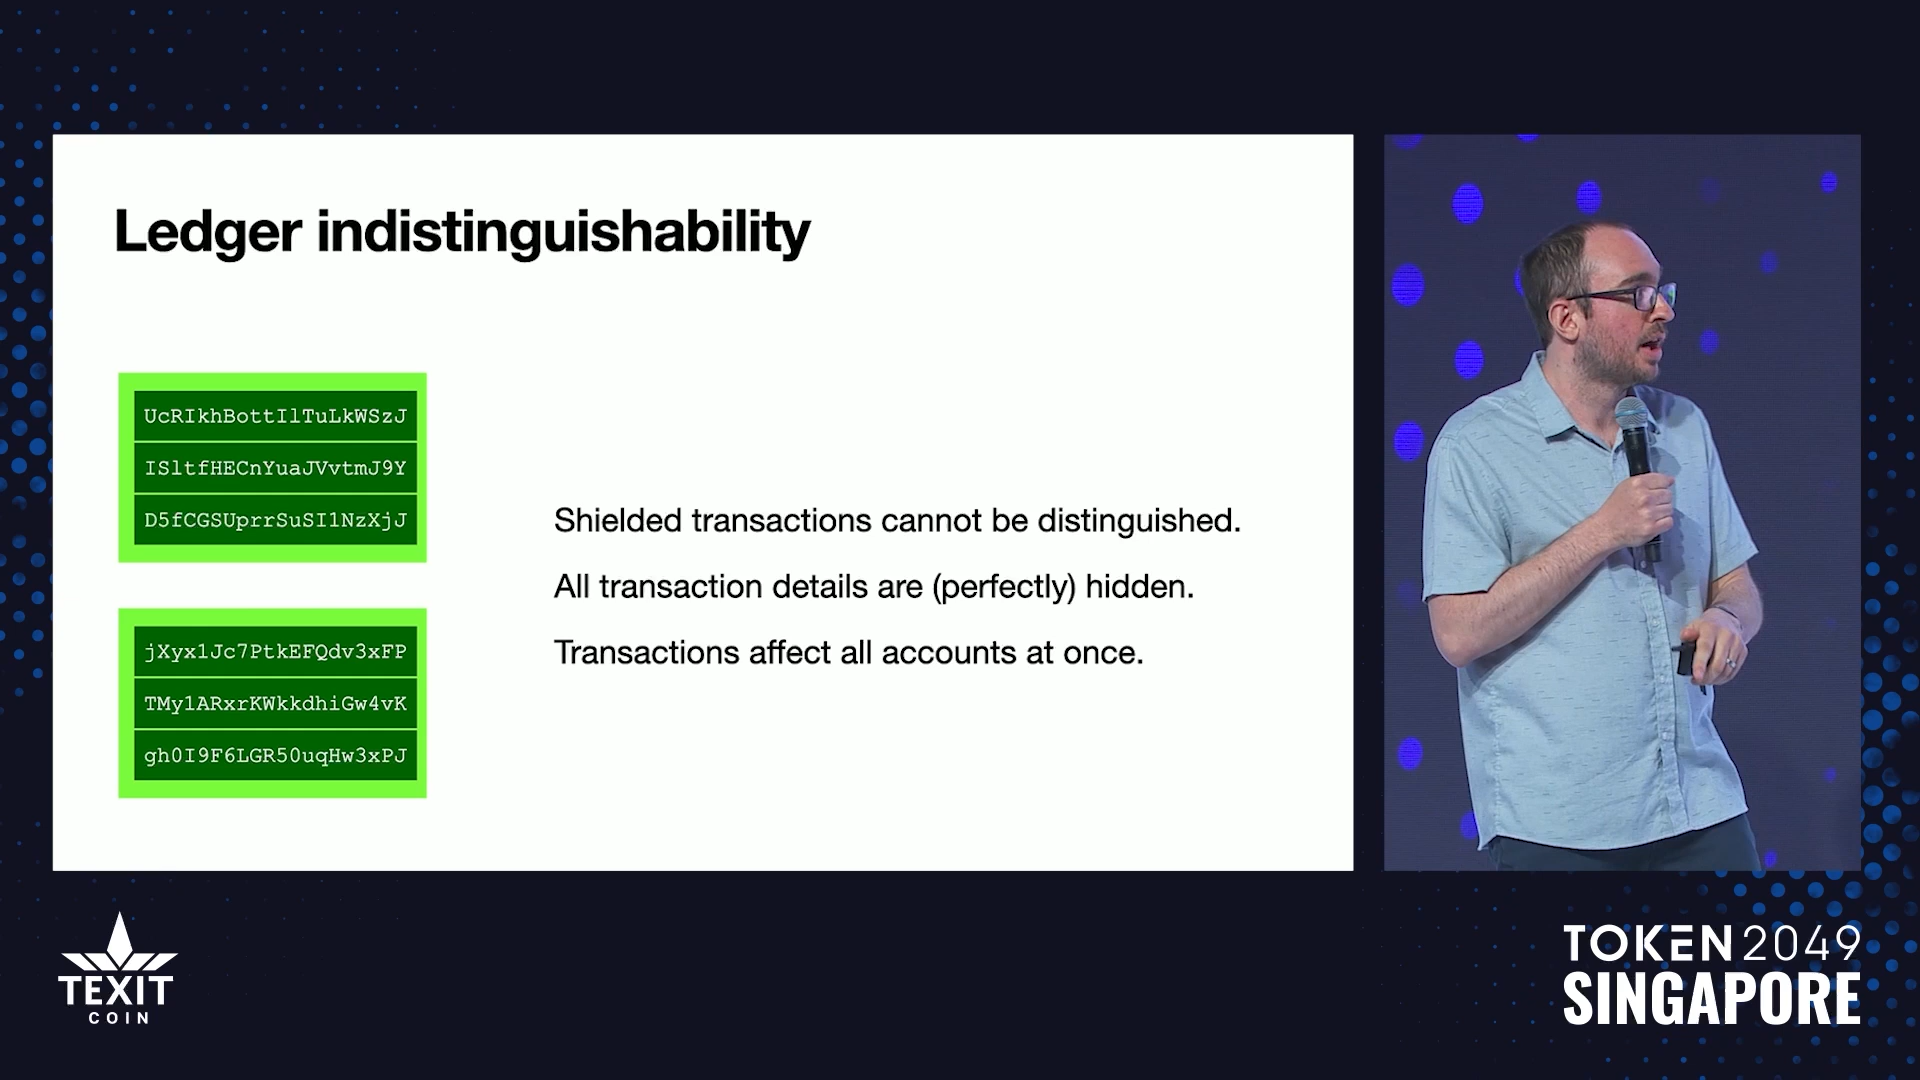 Ledger indistinguishability
UcRIkhBottIlTuLkWSzJ
ISltfHECnYuaJVvtmJ9Y
D5fCGSUprrSuSI1NzXjJ
jXyx1Jc7PtkEFQdv3xFP
TMy1ARxrKWkkdhiGw4vK
gh0I9F6LGR50uqHw3xPJ
Shielded transactions cannot be distinguished.
All transaction details are (perfectly) hidden.
Transactions affect all accounts at once.
TEXIT
COIN
TOKEN2049
SINGAPORE